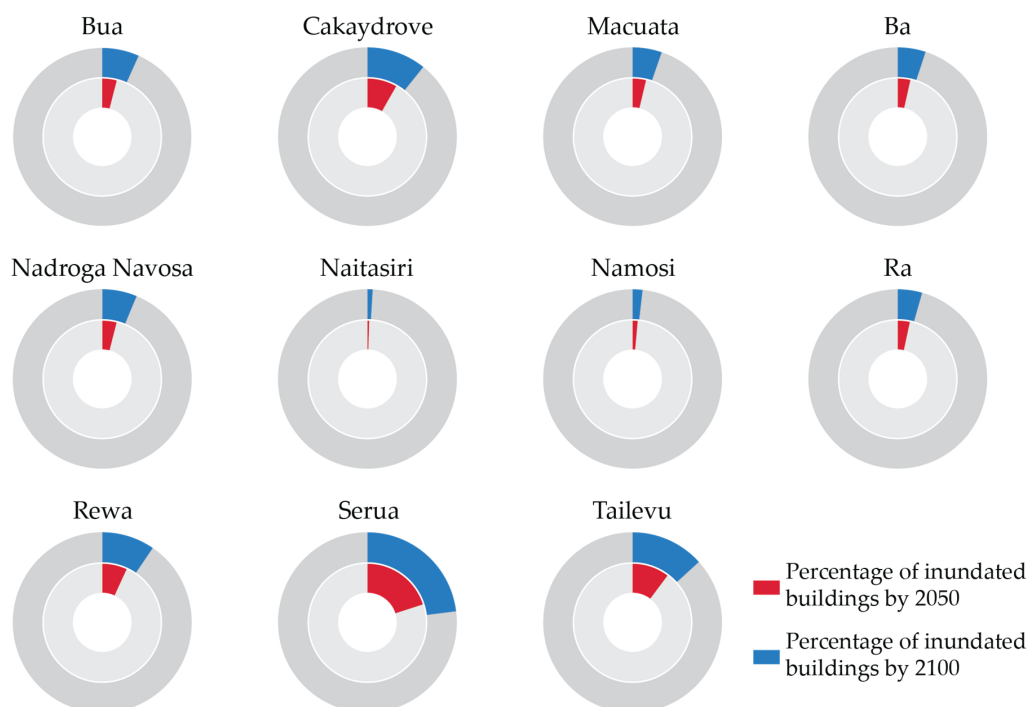 Bua
Cakaydrove
Macuata
Ba
Nadroga Navosa
Naitasiri
Namosi
Ra
Rewa
Serua
Tailevu
Percentage of inundated
buildings by 2050
Percentage of inundated
buildings by 2100